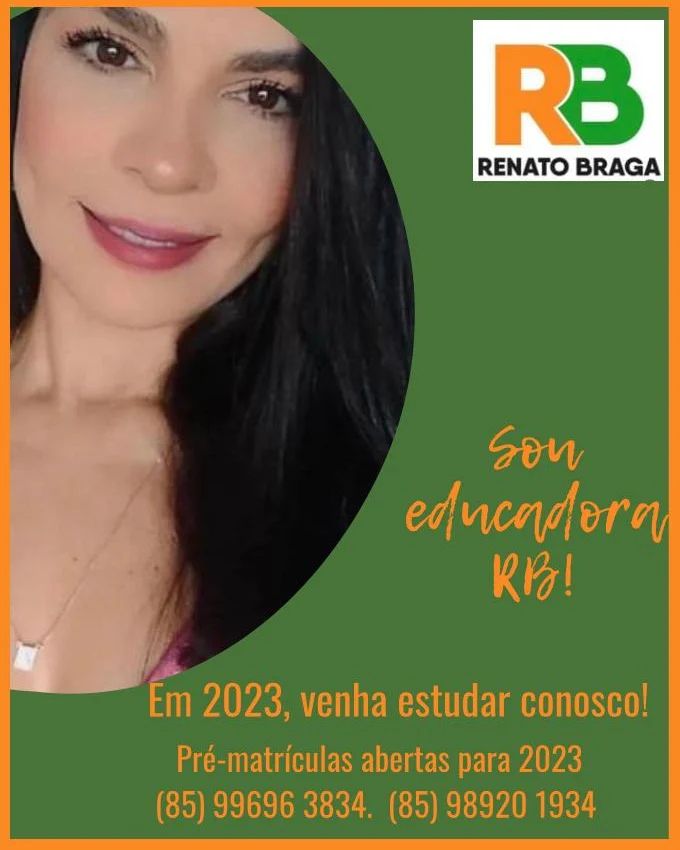 RB
RENATO BRAGA
Sou
educadora
RB!
Em 2023, venha estudar conosco!
Pré-matrículas abertas para 2023
(85) 99696 3834. (85) 98920 1934